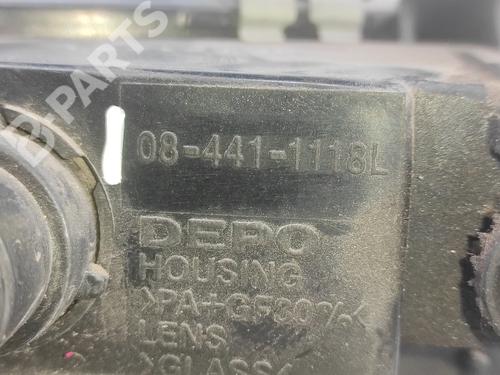 B-PARTS
08-441-1118L
DEPO
HOUSING
>PA+GF30%<
LENS
>GLASS<